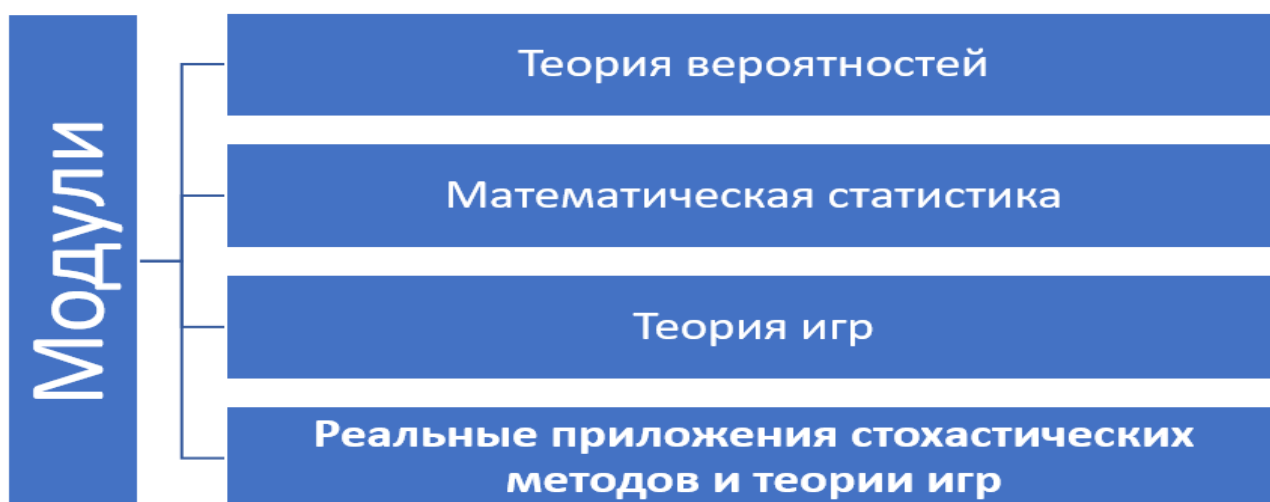 Модули
Теория вероятностей
Математическая статистика
Теория игр
Реальные приложения стохастических
методов и теории игр